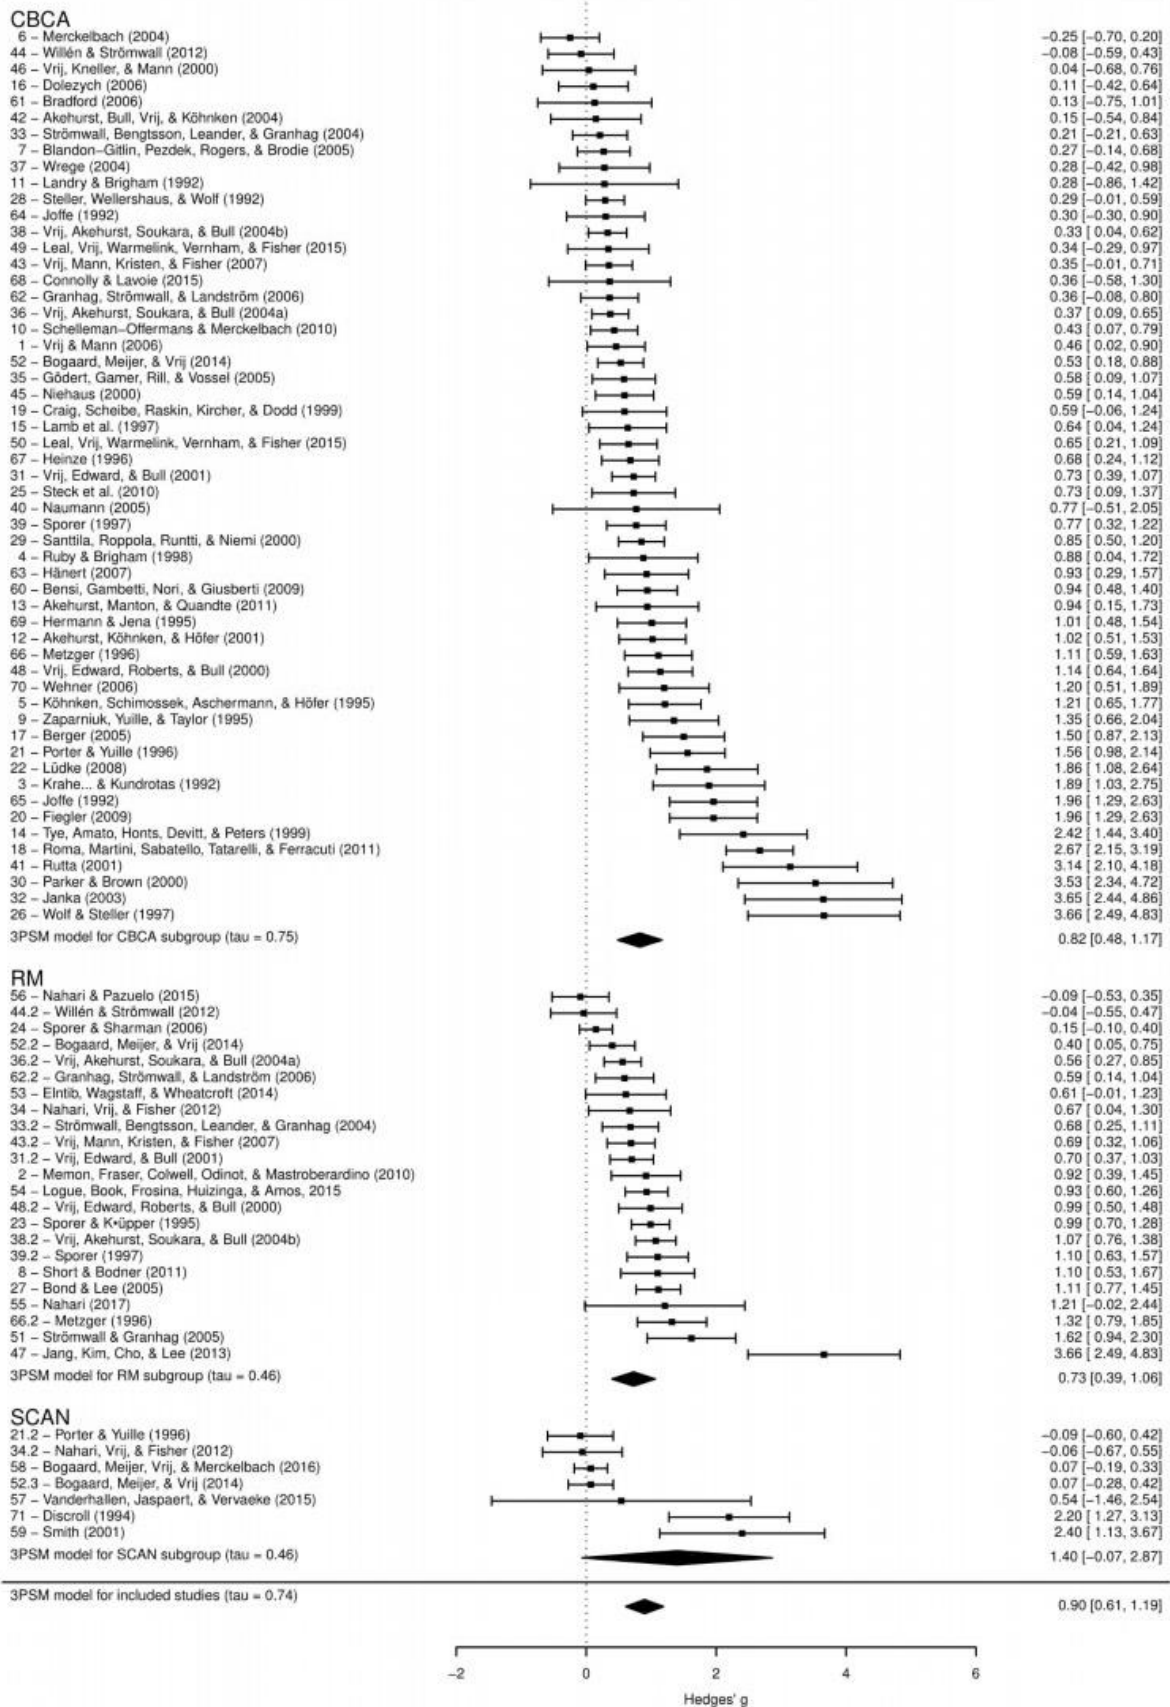 CBCA
6 – Merckelbach (2004) −0.25 [−0.70, 0.20]
44 – Willén & Strömwall (2012) −0.08 [−0.59, 0.43]
46 – Vrij, Kneller, & Mann (2000) 0.04 [−0.68, 0.76]
16 – Dolezych (2006) 0.11 [−0.42, 0.64]
61 – Bradford (2006) 0.13 [−0.75, 1.01]
42 – Akehurst, Bull, Vrij, & Köhnken (2004) 0.15 [−0.54, 0.84]
33 – Strömwall, Bengtsson, Leander, & Granhag (2004) 0.21 [−0.21, 0.63]
7 – Blandon−Gitlin, Pezdek, Rogers, & Brodie (2005) 0.27 [−0.14, 0.68]
37 – Wrege (2004) 0.28 [−0.42, 0.98]
11 – Landry & Brigham (1992) 0.28 [−0.86, 1.42]
28 – Steller, Wellershaus, & Wolf (1992) 0.29 [−0.01, 0.59]
64 – Joffe (1992) 0.30 [−0.30, 0.90]
38 – Vrij, Akehurst, Soukara, & Bull (2004b) 0.33 [ 0.04, 0.62]
49 – Leal, Vrij, Warmelink, Vernham, & Fisher (2015) 0.34 [−0.29, 0.97]
43 – Vrij, Mann, Kristen, & Fisher (2007) 0.35 [−0.01, 0.71]
68 – Connolly & Lavoie (2015) 0.36 [−0.58, 1.30]
62 – Granhag, Strömwall, & Landström (2006) 0.36 [−0.08, 0.80]
36 – Vrij, Akehurst, Soukara, & Bull (2004a) 0.37 [ 0.09, 0.65]
10 – Schelleman−Offermans & Merckelbach (2010) 0.43 [ 0.07, 0.79]
1 – Vrij & Mann (2006) 0.46 [ 0.02, 0.90]
52 – Bogaard, Meijer, & Vrij (2014) 0.53 [ 0.18, 0.88]
35 – Gödert, Gamer, Rill, & Vossel (2005) 0.58 [ 0.09, 1.07]
45 – Niehaus (2000) 0.59 [ 0.14, 1.04]
19 – Craig, Scheibe, Raskin, Kircher, & Dodd (1999) 0.59 [−0.06, 1.24]
15 – Lamb et al. (1997) 0.64 [ 0.04, 1.24]
50 – Leal, Vrij, Warmelink, Vernham, & Fisher (2015) 0.65 [ 0.21, 1.09]
67 – Heinze (1996) 0.68 [ 0.24, 1.12]
31 – Vrij, Edward, & Bull (2001) 0.73 [ 0.39, 1.07]
25 – Steck et al. (2010) 0.73 [ 0.09, 1.37]
40 – Naumann (2005) 0.77 [−0.51, 2.05]
39 – Sporer (1997) 0.77 [ 0.32, 1.22]
29 – Santtila, Roppola, Runtti, & Niemi (2000) 0.85 [ 0.50, 1.20]
4 – Ruby & Brigham (1998) 0.88 [ 0.04, 1.72]
63 – Hänert (2007) 0.93 [ 0.29, 1.57]
60 – Bensi, Gambetti, Nori, & Giusberti (2009) 0.94 [ 0.48, 1.40]
13 – Akehurst, Manton, & Quandte (2011) 0.94 [ 0.15, 1.73]
69 – Hermann & Jena (1995) 1.01 [ 0.48, 1.54]
12 – Akehurst, Köhnken, & Höfer (2001) 1.02 [ 0.51, 1.53]
66 – Metzger (1996) 1.11 [ 0.59, 1.63]
48 – Vrij, Edward, Roberts, & Bull (2000) 1.14 [ 0.64, 1.64]
70 – Wehner (2006) 1.20 [ 0.51, 1.89]
5 – Köhnken, Schimossek, Aschermann, & Höfer (1995) 1.21 [ 0.65, 1.77]
9 – Zaparniuk, Yuille, & Taylor (1995) 1.35 [ 0.66, 2.04]
17 – Berger (2005) 1.50 [ 0.87, 2.13]
21 – Porter & Yuille (1996) 1.56 [ 0.98, 2.14]
22 – Lüdke (2008) 1.86 [ 1.08, 2.64]
3 – Krahe... & Kundrotas (1992) 1.89 [ 1.03, 2.75]
65 – Joffe (1992) 1.96 [ 1.29, 2.63]
20 – Fiegler (2009) 1.96 [ 1.29, 2.63]
14 – Tye, Amato, Honts, Devitt, & Peters (1999) 2.42 [ 1.44, 3.40]
18 – Roma, Martini, Sabatello, Tatarelli, & Ferracuti (2011) 2.67 [ 2.15, 3.19]
41 – Rutta (2001) 3.14 [ 2.10, 4.18]
30 – Parker & Brown (2000) 3.53 [ 2.34, 4.72]
32 – Janka (2003) 3.65 [ 2.44, 4.86]
26 – Wolf & Steller (1997) 3.66 [ 2.49, 4.83]
3PSM model for CBCA subgroup (tau = 0.75) 0.82 [0.48, 1.17]
RM
56 – Nahari & Pazuelo (2015) −0.09 [−0.53, 0.35]
44.2 – Willén & Strömwall (2012) −0.04 [−0.55, 0.47]
24 – Sporer & Sharman (2006) 0.15 [−0.10, 0.40]
52.2 – Bogaard, Meijer, & Vrij (2014) 0.40 [ 0.05, 0.75]
36.2 – Vrij, Akehurst, Soukara, & Bull (2004a) 0.56 [ 0.27, 0.85]
62.2 – Granhag, Strömwall, & Landström (2006) 0.59 [ 0.14, 1.04]
53 – Elntib, Wagstaff, & Wheatcroft (2014) 0.61 [−0.01, 1.23]
34 – Nahari, Vrij, & Fisher (2012) 0.67 [ 0.04, 1.30]
33.2 – Strömwall, Bengtsson, Leander, & Granhag (2004) 0.68 [ 0.25, 1.11]
43.2 – Vrij, Mann, Kristen, & Fisher (2007) 0.69 [ 0.32, 1.06]
31.2 – Vrij, Edward, & Bull (2001) 0.70 [ 0.37, 1.03]
2 – Memon, Fraser, Colwell, Odinot, & Mastroberardino (2010) 0.92 [ 0.39, 1.45]
54 – Logue, Book, Frosina, Huizinga, & Amos, 2015 0.93 [ 0.60, 1.26]
48.2 – Vrij, Edward, Roberts, & Bull (2000) 0.99 [ 0.50, 1.48]
23 – Sporer & K•üpper (1995) 0.99 [ 0.70, 1.28]
38.2 – Vrij, Akehurst, Soukara, & Bull (2004b) 1.07 [ 0.76, 1.38]
39.2 – Sporer (1997) 1.10 [ 0.63, 1.57]
8 – Short & Bodner (2011) 1.10 [ 0.53, 1.67]
27 – Bond & Lee (2005) 1.11 [ 0.77, 1.45]
55 – Nahari (2017) 1.21 [ −0.02, 2.44]
66.2 – Metzger (1996) 1.32 [ 0.79, 1.85]
51 – Strömwall & Granhag (2005) 1.62 [ 0.94, 2.30]
47 – Jang, Kim, Cho, & Lee (2013) 3.66 [ 2.49, 4.83]
3PSM model for RM subgroup (tau = 0.46) 0.73 [0.39, 1.06]
SCAN
21.2 – Porter & Yuille (1996) −0.09 [−0.60, 0.42]
34.2 – Nahari, Vrij, & Fisher (2012) −0.06 [−0.67, 0.55]
58 – Bogaard, Meijer, Vrij, & Merckelbach (2016) 0.07 [−0.19, 0.33]
52.3 – Bogaard, Meijer, & Vrij (2014) 0.07 [−0.28, 0.42]
57 – Vanderhallen, Jaspaert, & Vervaeke (2015) 0.54 [−1.46, 2.54]
71 – Discroll (1994) 2.20 [ 1.27, 3.13]
59 – Smith (2001) 2.40 [ 1.13, 3.67]
3PSM model for SCAN subgroup (tau = 0.46) 1.40 [−0.07, 2.87]
3PSM model for included studies (tau = 0.74) 0.90 [0.61, 1.19]
−2 0 2 4 6
Hedges' g